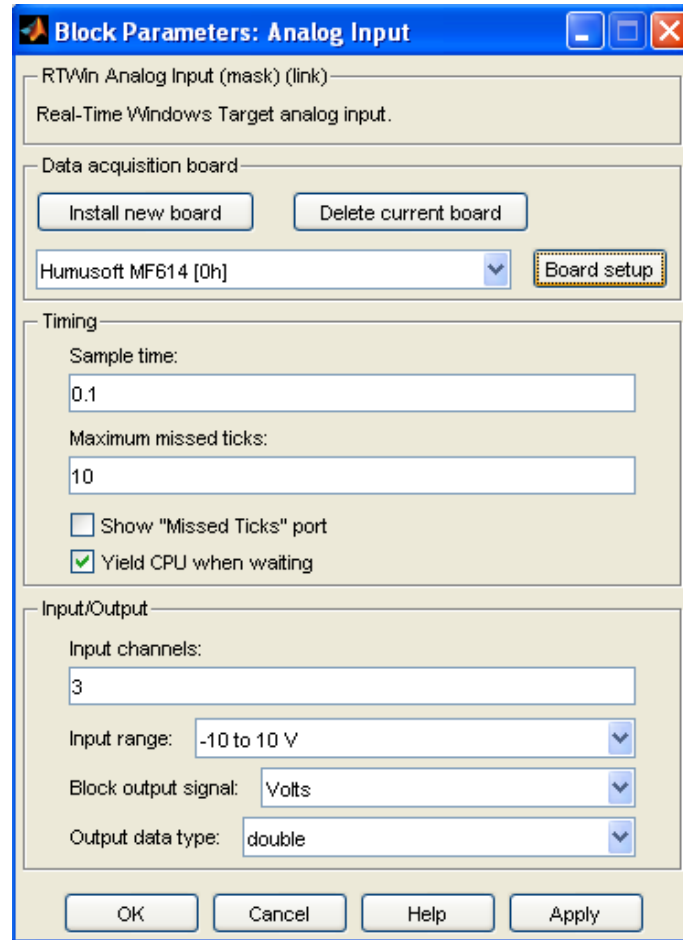 Block Parameters: Analog Input
RTWin Analog Input (mask) (link)
Real-Time Windows Target analog input.
Data acquisition board
Install new board Delete current board
Humusoft MF614 [0h] Board setup
Timing
Sample time:
0.1
Maximum missed ticks:
10
Show "Missed Ticks" port
Yield CPU when waiting
Input/Output
Input channels:
3
Input range: -10 to 10 V
Block output signal: Volts
Output data type: double
OK Cancel Help Apply